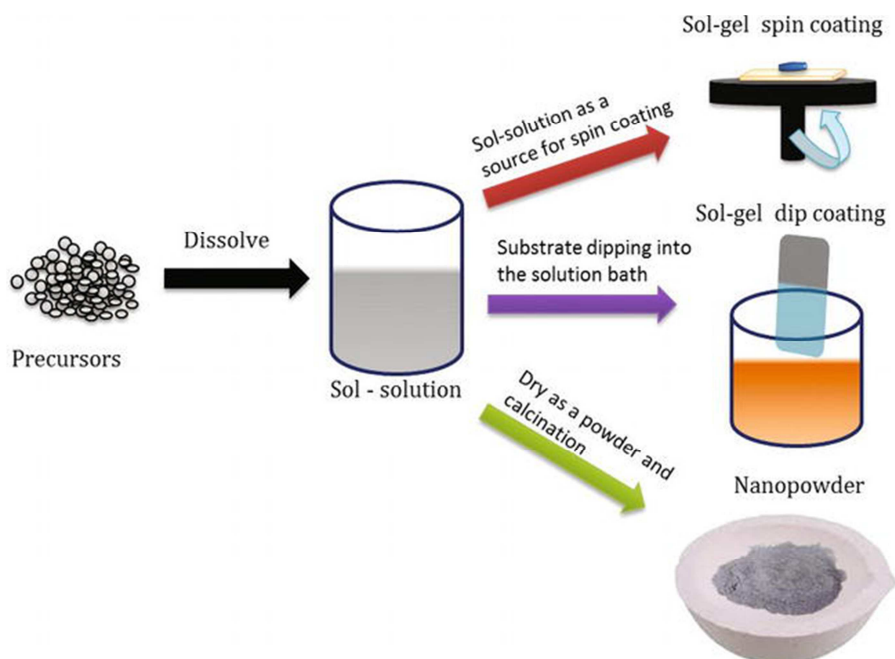 Sol-gel spin coating
Sol-solution as a
source for spin coating
Sol-gel dip coating
Dissolve
Substrate dipping into
the solution bath
Precursors
Sol - solution
Dry as a powder and
calcination
Nanopowder